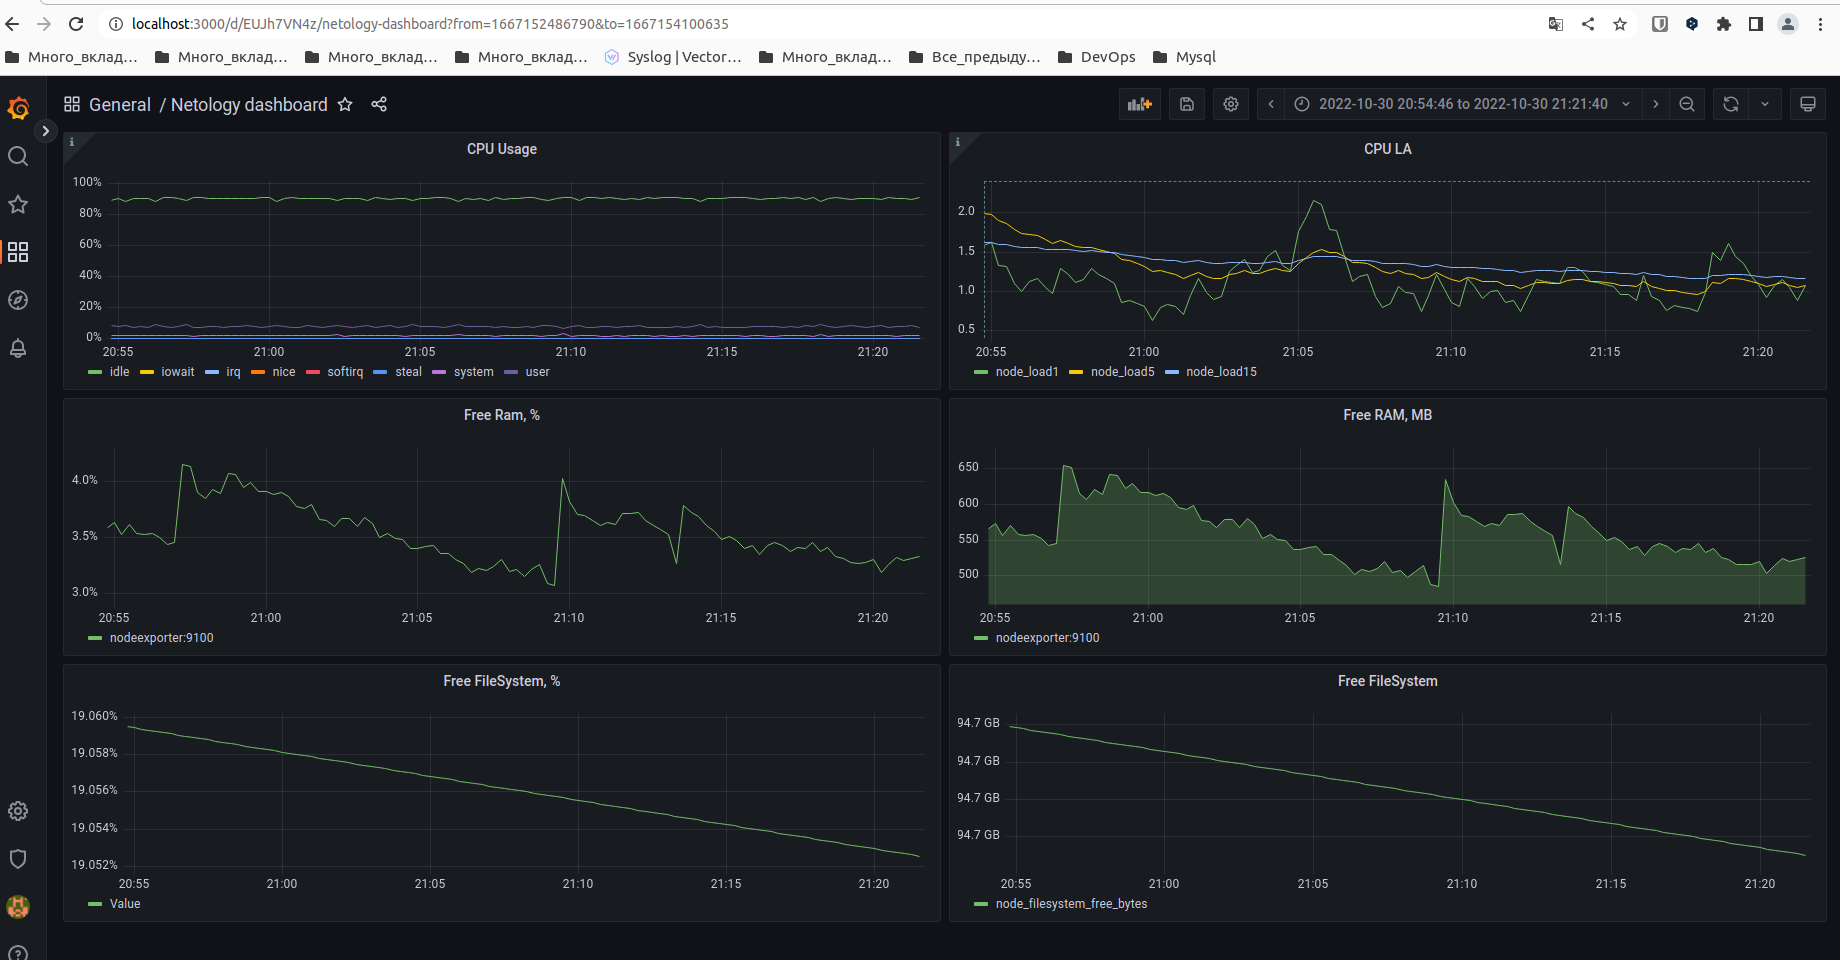 localhost:3000/d/EUJh7VN4z/netology-dashboard?from=1667152486790&to=1667154100635
Много_вклад... Много_вклад... Много_вклад... Много_вклад... Syslog | Vector... Много_вклад... Все_предыду... DevOps Mysql
General / Netology dashboard 2022-10-30 20:54:46 to 2022-10-30 21:21:40
CPU Usage
100%
80%
60%
40%
20%
0%
20:55 21:00 21:05 21:10 21:15 21:20
idle iowait irq nice softirq steal system user
CPU LA
2.0
1.5
1.0
0.5
20:55 21:00 21:05 21:10 21:15 21:20
node_load1 node_load5 node_load15
Free Ram, %
4.0%
3.5%
3.0%
20:55 21:00 21:05 21:10 21:15 21:20
nodeexporter:9100
Free RAM, MB
650
600
550
500
20:55 21:00 21:05 21:10 21:15 21:20
nodeexporter:9100
Free FileSystem, %
19.060%
19.058%
19.056%
19.054%
19.052%
20:55 21:00 21:05 21:10 21:15 21:20
Value
Free FileSystem
94.7 GB
94.7 GB
94.7 GB
94.7 GB
20:55 21:00 21:05 21:10 21:15 21:20
node_filesystem_free_bytes